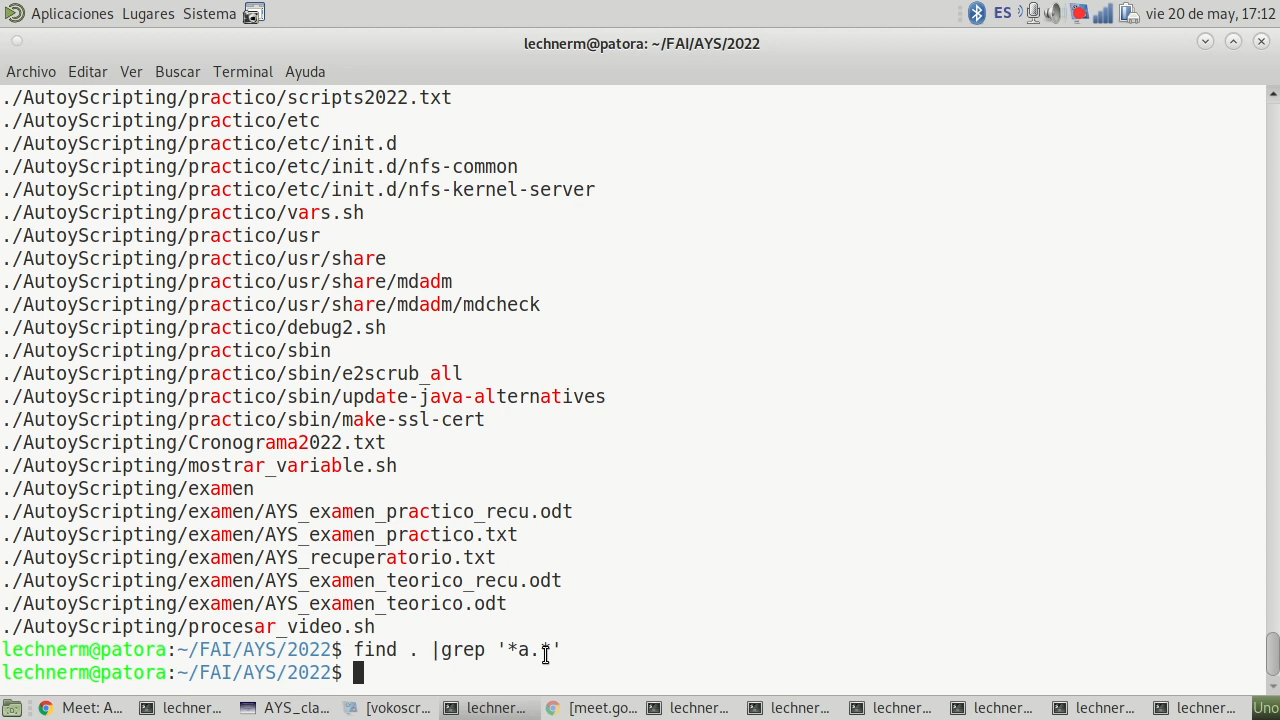 Aplicaciones Lugares Sistema ES vie 20 de may, 17:12
lechnerm@patora: ~/FAI/AYS/2022
Archivo Editar Ver Buscar Terminal Ayuda
./AutoyScripting/practico/scripts2022.txt
./AutoyScripting/practico/etc
./AutoyScripting/practico/etc/init.d
./AutoyScripting/practico/etc/init.d/nfs-common
./AutoyScripting/practico/etc/init.d/nfs-kernel-server
./AutoyScripting/practico/vars.sh
./AutoyScripting/practico/usr
./AutoyScripting/practico/usr/share
./AutoyScripting/practico/usr/share/mdadm
./AutoyScripting/practico/usr/share/mdadm/mdcheck
./AutoyScripting/practico/debug2.sh
./AutoyScripting/practico/sbin
./AutoyScripting/practico/sbin/e2scrub_all
./AutoyScripting/practico/sbin/update-java-alternatives
./AutoyScripting/practico/sbin/make-ssl-cert
./AutoyScripting/Cronograma2022.txt
./AutoyScripting/mostrar_variable.sh
./AutoyScripting/examen
./AutoyScripting/examen/AYS_examen_practico_recu.odt
./AutoyScripting/examen/AYS_examen_practico.txt
./AutoyScripting/examen/AYS_recuperatorio.txt
./AutoyScripting/examen/AYS_examen_teorico_recu.odt
./AutoyScripting/examen/AYS_examen_teorico.odt
./AutoyScripting/procesar_video.sh
lechnerm@patora:~/FAI/AYS/2022$ find . |grep '*a.*'
lechnerm@patora:~/FAI/AYS/2022$
Meet: A... lechner... AYS_cla... [vokoscr... lechner... [meet.go... lechner... lechner... lechner... lechner... lechner... lechner... Uno